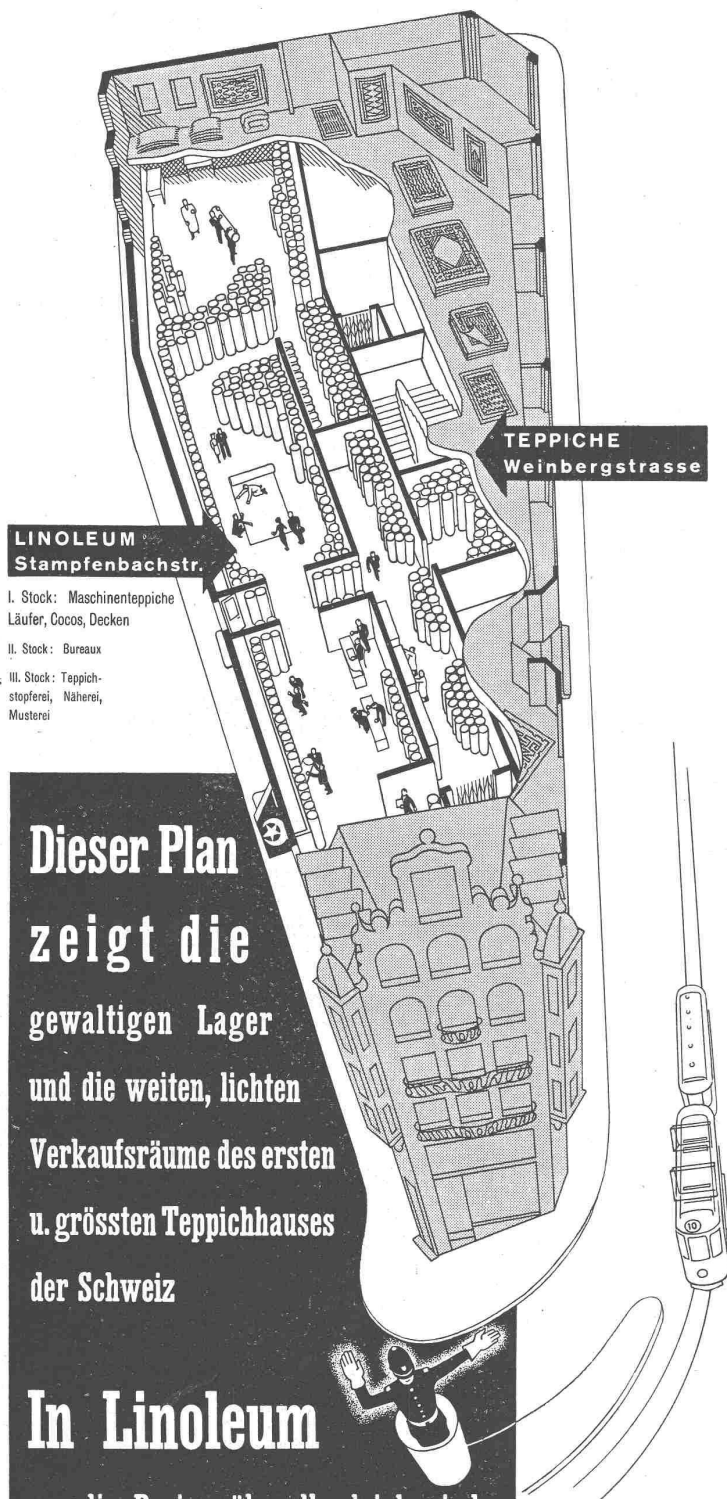 TEPPICHE
Weinbergstrasse
LINOLEUM
Stampfenbachstr.
I. Stock: Maschinenteppiche
Läufer, Cocos, Decken
II. Stock: Bureaux
III. Stock: Teppich-
stopferei, Näherei,
Musterei
Dieser Plan
zeigt die
gewaltigen Lager
und die weiten, lichten
Verkaufsräume des ersten
u. grössten Teppichhauses
der Schweiz
10
In Linoleum